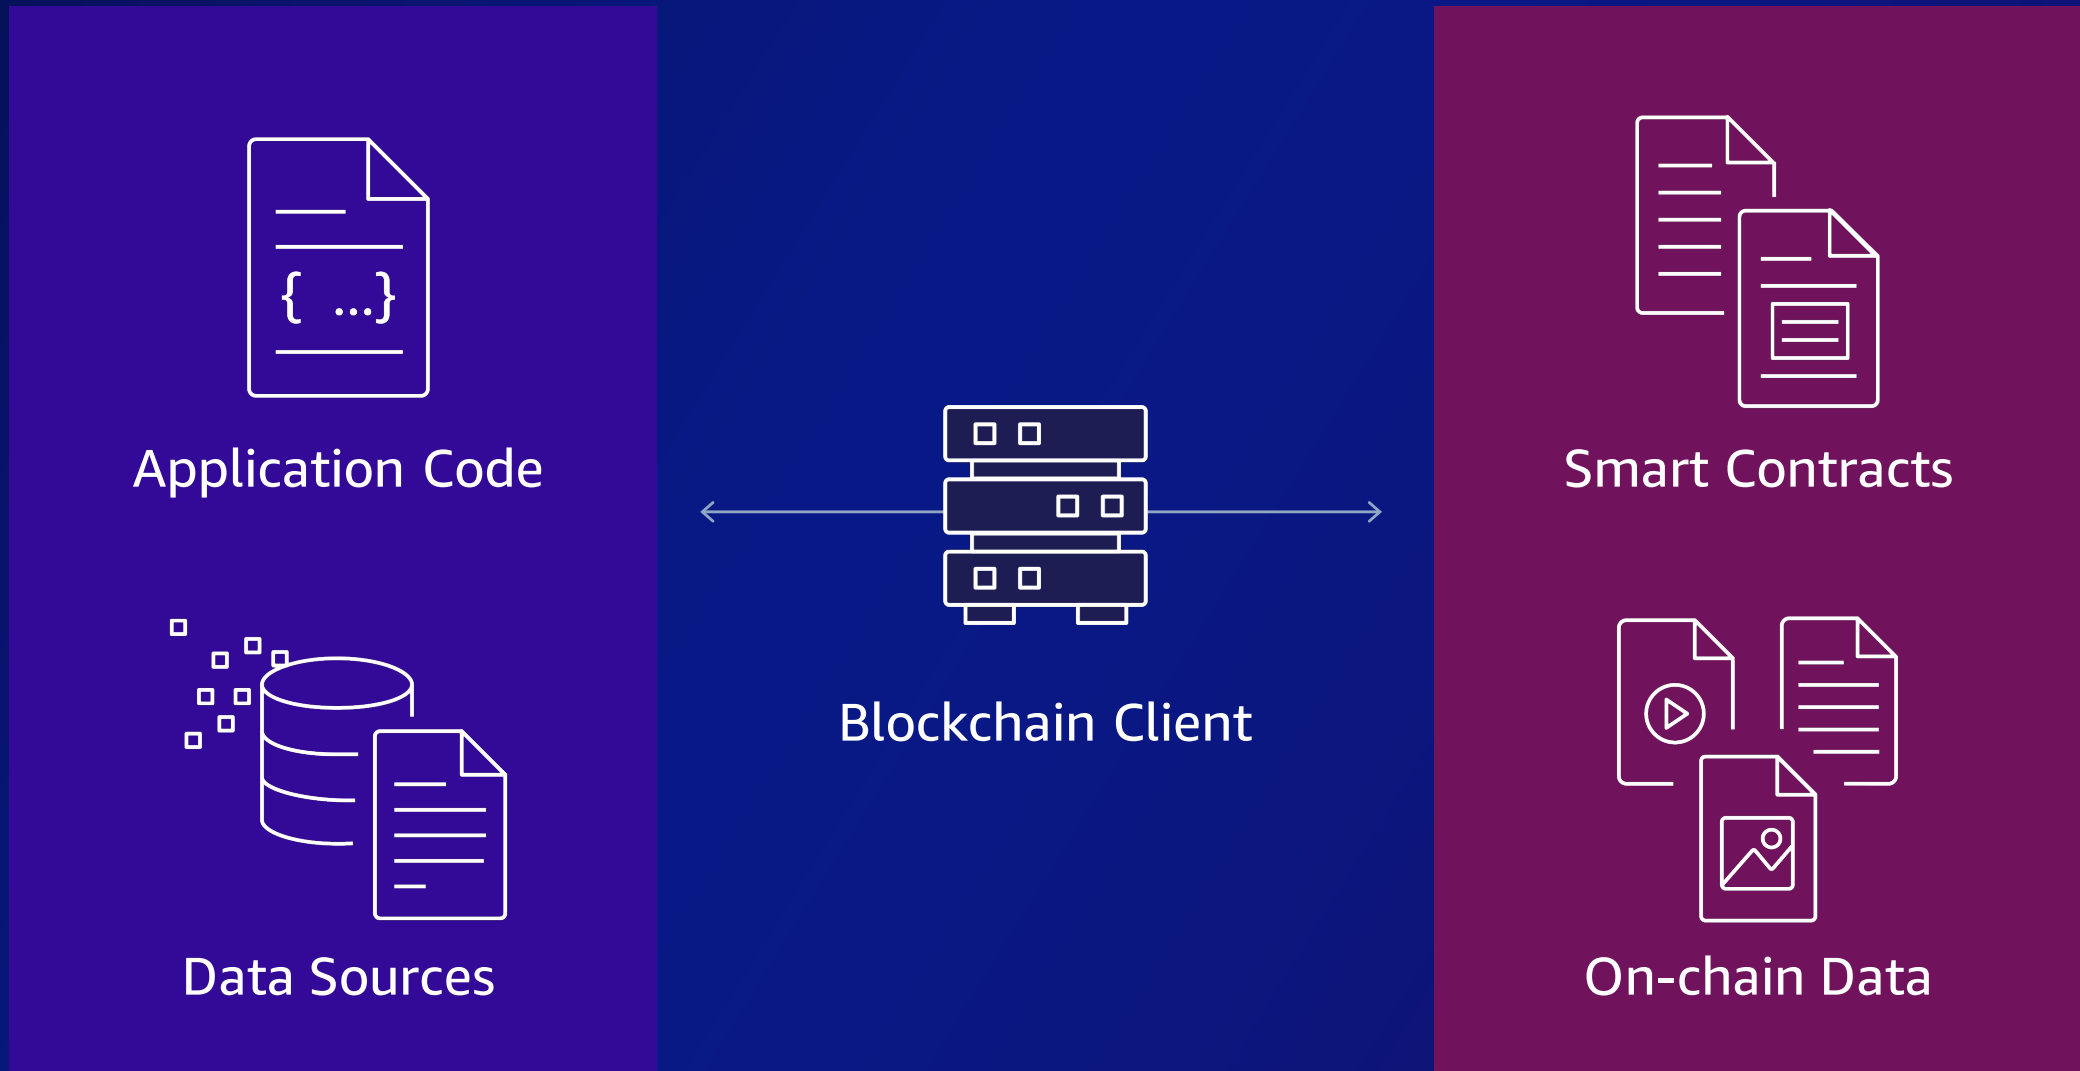 { ...}
Application Code
Data Sources
Blockchain Client
Smart Contracts
On-chain Data